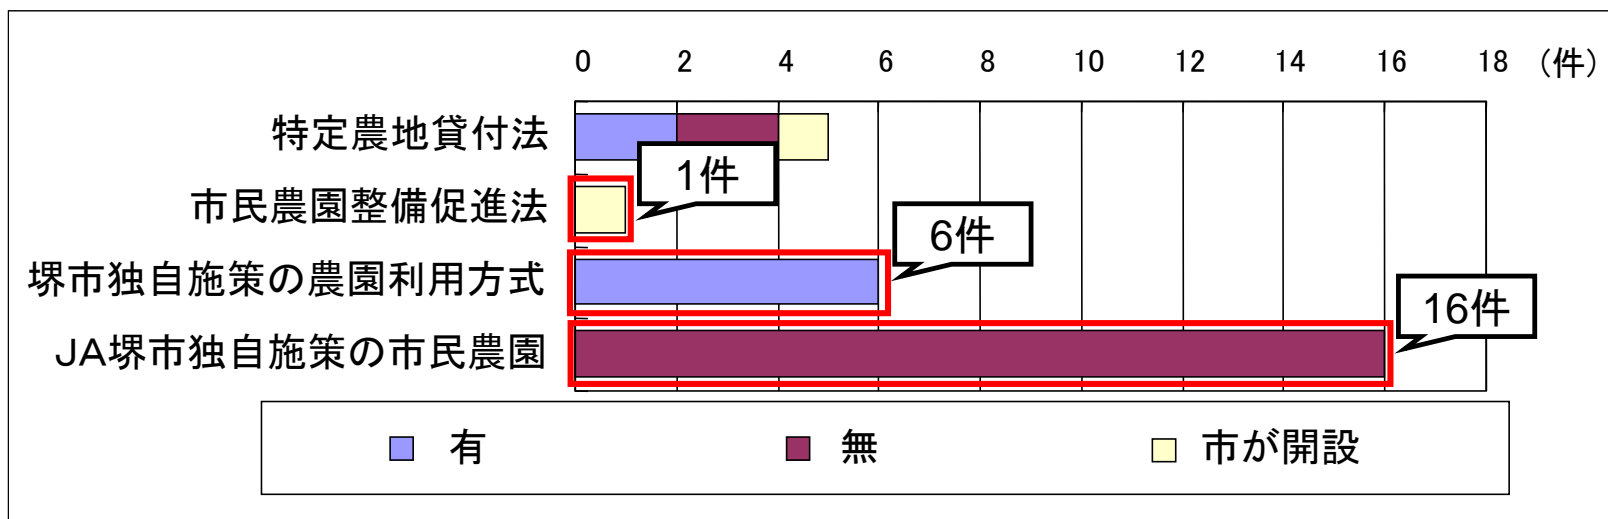 0 2 4 6 8 10 12 14 16 18 （件）
特定農地貸付法
1件
市民農園整備促進法
6件
堺市独自施策の農園利用方式
16件
JA堺市独自施策の市民農園
有 無 市が開設